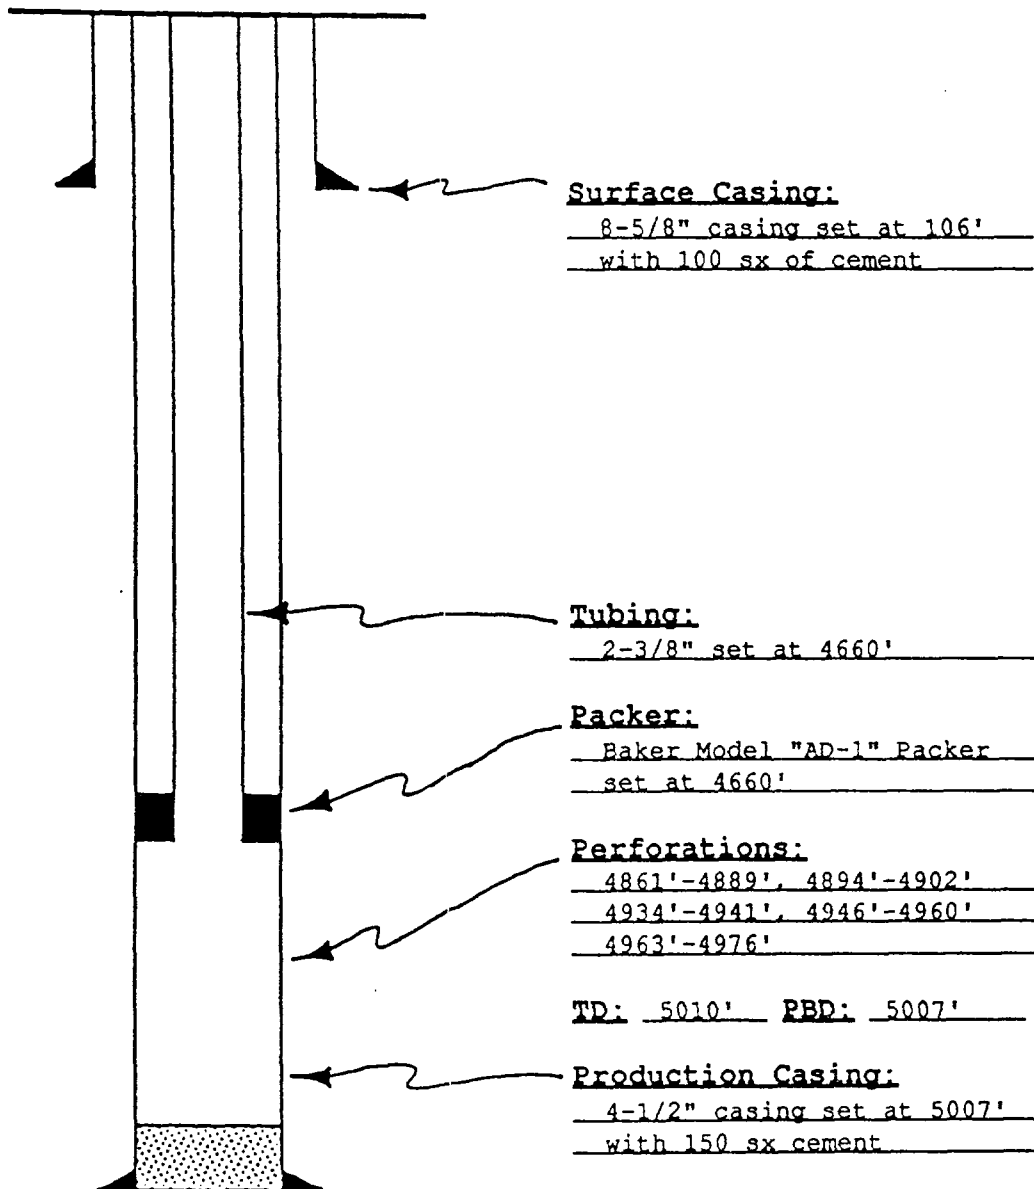 Surface Casing:
8-5/8" casing set at 106'
with 100 sx of cement
Tubing:
2-3/8" set at 4660'
Packer:
Baker Model "AD-1" Packer
set at 4660'
Perforations:
4861'-4889', 4894'-4902'
4934'-4941', 4946'-4960'
4963'-4976'
TD: 5010' PBD: 5007'
Production Casing:
4-1/2" casing set at 5007'
with 150 sx cement